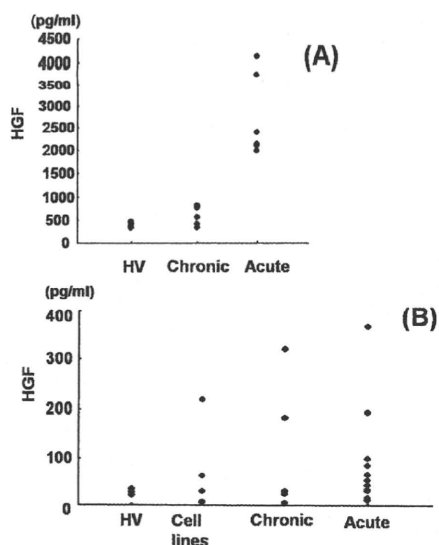 (pg/ml)
4500
4000
3500
3000
2500
2000
1500
1000
500
0
HGF
(A)
HV Chronic Acute
(pg/ml)
400
300
200
100
0
HGF
(B)
HV Cell lines Chronic Acute